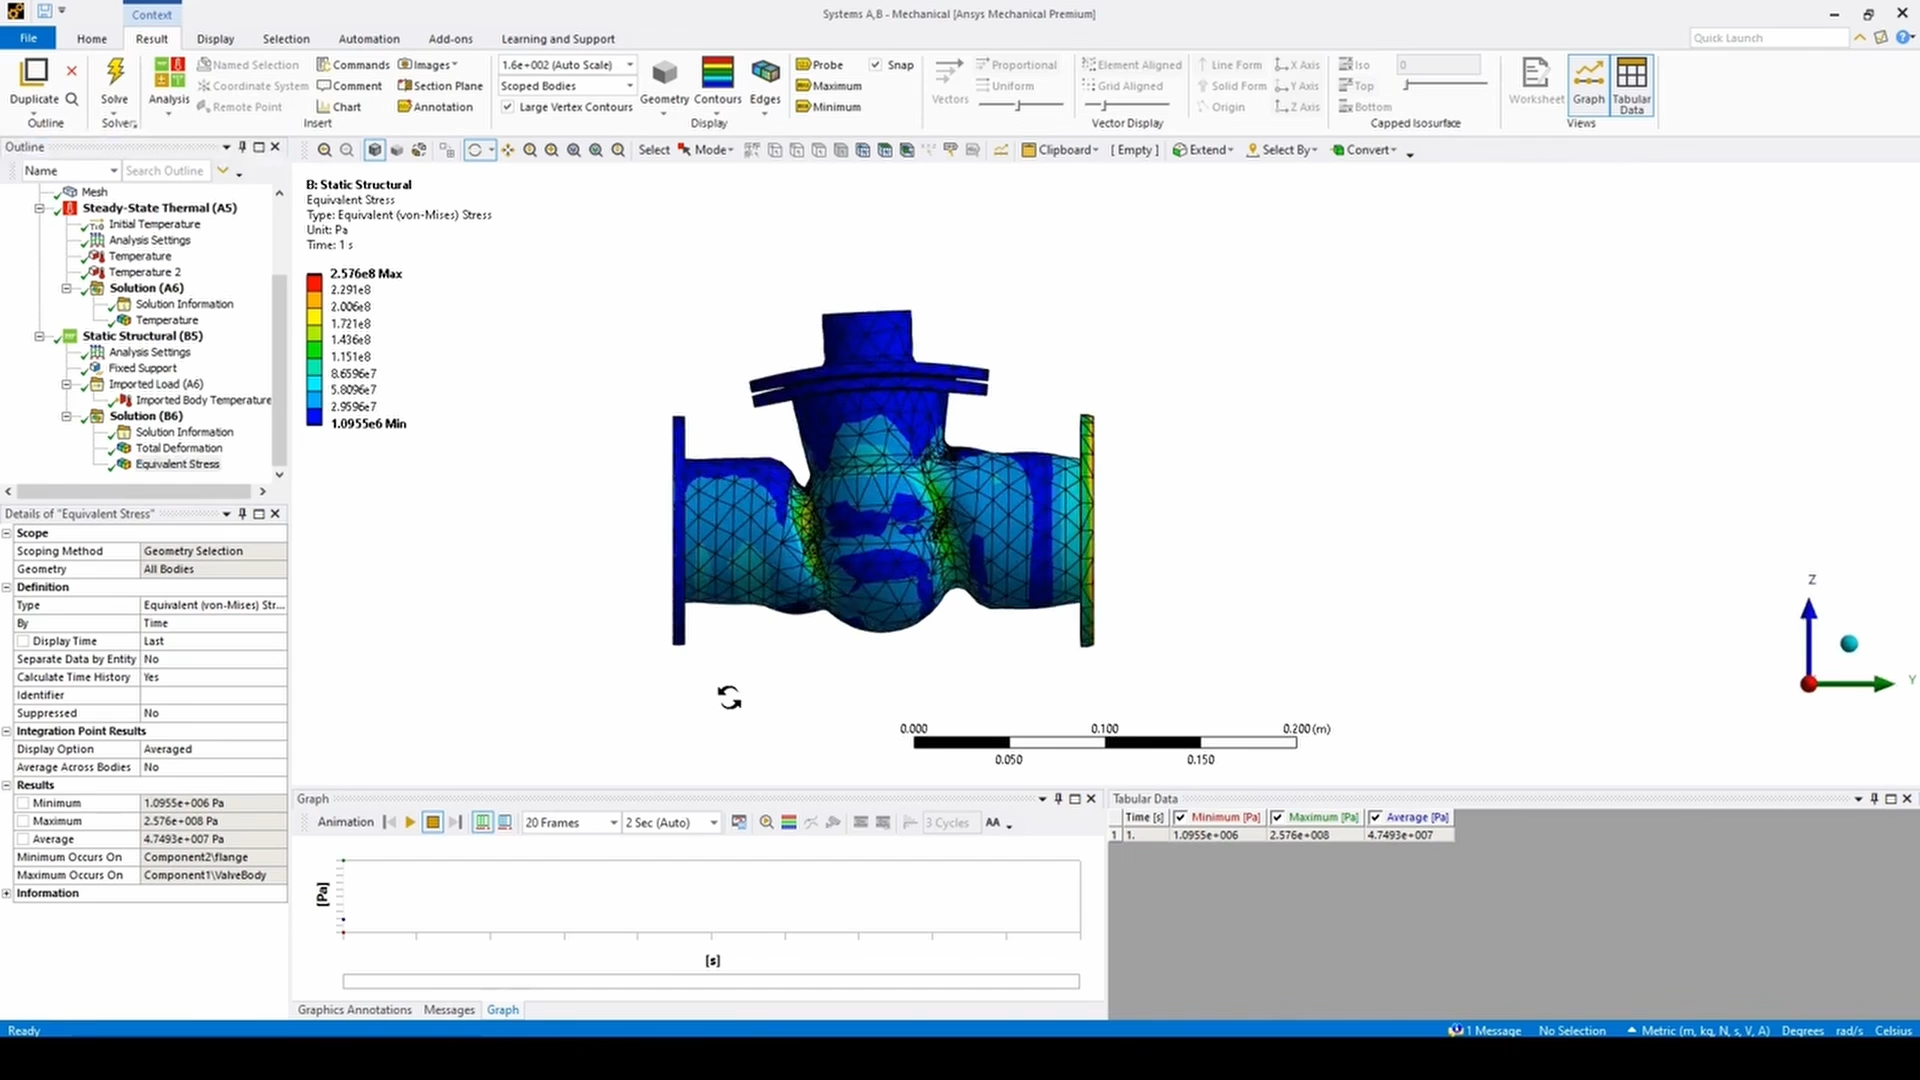 Context
Systems A,B - Mechanical [Ansys Mechanical Premium]
File Home Result Display Selection Automation Add-ons Learning and Support
Quick Launch
Duplicate
Outline
Solve
Solver
Analysis
Named Selection
Coordinate System
Remote Point
Commands
Comment
Chart
Images
Section Plane
Annotation
Insert
1.6e+002 (Auto Scale)
Scoped Bodies
Large Vertex Contours
Geometry
Contours
Edges
Display
Probe
Maximum
Minimum
Snap
Vectors
Proportional
Uniform
Element Aligned
Grid Aligned
Line Form
Solid Form
Origin
X Axis
Y Axis
Z Axis
Vector Display
Iso
Top
Bottom
0
Capped Isosurface
Worksheet
Graph
Tabular Data
Views
Outline
Name
Search Outline
Select Mode Clipboard [ Empty ] Extend Select By Convert
Mesh
Steady-State Thermal (A5)
Initial Temperature
Analysis Settings
Temperature
Temperature 2
Solution (A6)
Solution Information
Temperature
Static Structural (B5)
Analysis Settings
Fixed Support
Imported Load (A6)
Imported Body Temperature
Solution (B6)
Solution Information
Total Deformation
Equivalent Stress
B: Static Structural
Equivalent Stress
Type: Equivalent (von-Mises) Stress
Unit: Pa
Time: 1 s
2.576e8 Max
2.291e8
2.006e8
1.721e8
1.436e8
1.151e8
8.6596e7
5.8096e7
2.9596e7
1.0955e6 Min
Z
Y
0.000 0.100 0.200 (m)
0.050 0.150
Details of "Equivalent Stress"
Scope
Scoping Method Geometry Selection
Geometry All Bodies
Definition
Type Equivalent (von-Mises) Str...
By Time
Display Time Last
Separate Data by Entity No
Calculate Time History Yes
Identifier
Suppressed No
Integration Point Results
Display Option Averaged
Average Across Bodies No
Results
Minimum 1.0955e+006 Pa
Maximum 2.576e+008 Pa
Average 4.7493e+007 Pa
Minimum Occurs On Component2\flange
Maximum Occurs On Component1\ValveBody
Information
Graph
Animation 20 Frames 2 Sec (Auto) 3 Cycles AA
[Pa]
[s]
Graphics Annotations Messages Graph
Tabular Data
Time [s] Minimum [Pa] Maximum [Pa] Average [Pa]
1 1. 1.0955e+006 2.576e+008 4.7493e+007
Ready
1 Message No Selection Metric (m, kg, N, s, V, A) Degrees rad/s Celsius